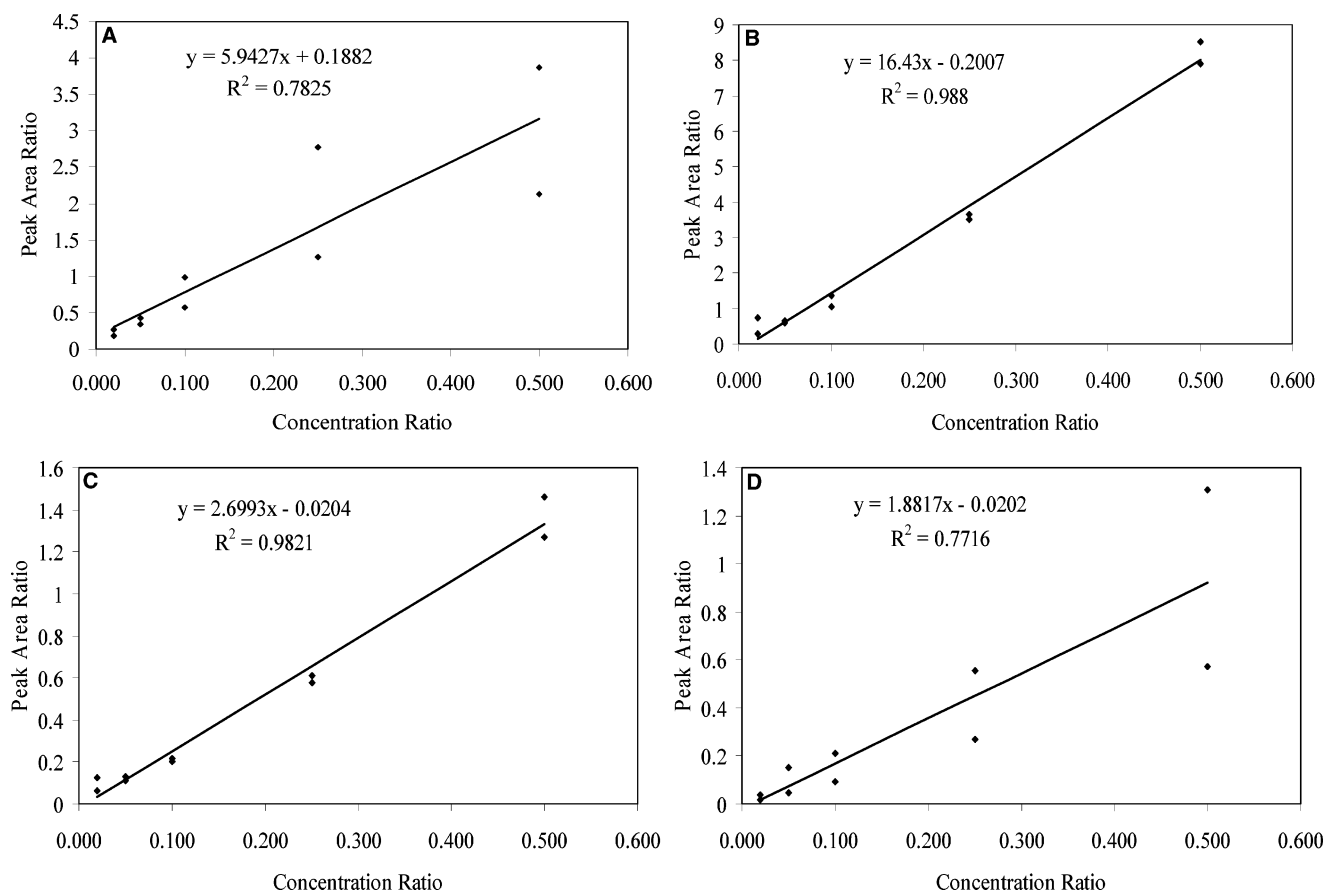 A
y = 5.9427x + 0.1882
R² = 0.7825
4.5
4
3.5
3
2.5
2
1.5
1
0.5
0
Peak Area Ratio
0.000 0.100 0.200 0.300 0.400 0.500 0.600
Concentration Ratio
B
y = 16.43x - 0.2007
R² = 0.988
9
8
7
6
5
4
3
2
1
0
Peak Area Ratio
0.000 0.100 0.200 0.300 0.400 0.500 0.600
Concentration Ratio
C
y = 2.6993x - 0.0204
R² = 0.9821
1.6
1.4
1.2
1
0.8
0.6
0.4
0.2
0
Peak Area Ratio
0.000 0.100 0.200 0.300 0.400 0.500 0.600
Concentration Ratio
D
y = 1.8817x - 0.0202
R² = 0.7716
1.4
1.2
1
0.8
0.6
0.4
0.2
0
Peak Area Ratio
0.000 0.100 0.200 0.300 0.400 0.500 0.600
Concentration Ratio